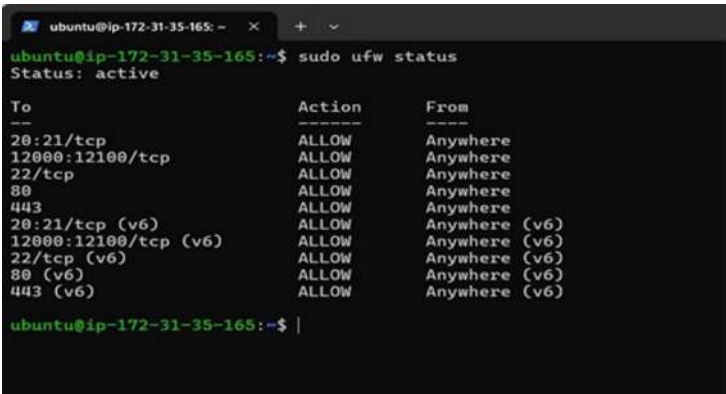 ubuntu@ip-172-31-35-165: ~
ubuntu@ip-172-31-35-165:~$ sudo ufw status
Status: active
To Action From
-- ------ ----
20:21/tcp ALLOW Anywhere
12000:12100/tcp ALLOW Anywhere
22/tcp ALLOW Anywhere
80 ALLOW Anywhere
443 ALLOW Anywhere
20:21/tcp (v6) ALLOW Anywhere (v6)
12000:12100/tcp (v6) ALLOW Anywhere (v6)
22/tcp (v6) ALLOW Anywhere (v6)
80 (v6) ALLOW Anywhere (v6)
443 (v6) ALLOW Anywhere (v6)
ubuntu@ip-172-31-35-165:~$